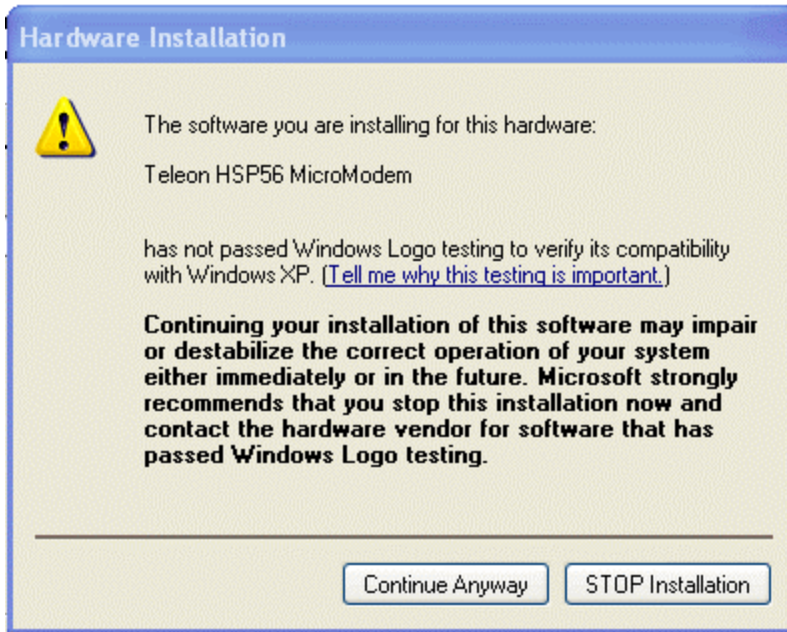 Hardware Installation
The software you are installing for this hardware:
Teleon HSP56 MicroModem
has not passed Windows Logo testing to verify its compatibility
with Windows XP. (Tell me why this testing is important.)
Continuing your installation of this software may impair
or destabilize the correct operation of your system
either immediately or in the future. Microsoft strongly
recommends that you stop this installation now and
contact the hardware vendor for software that has
passed Windows Logo testing.
Continue Anyway
STOP Installation